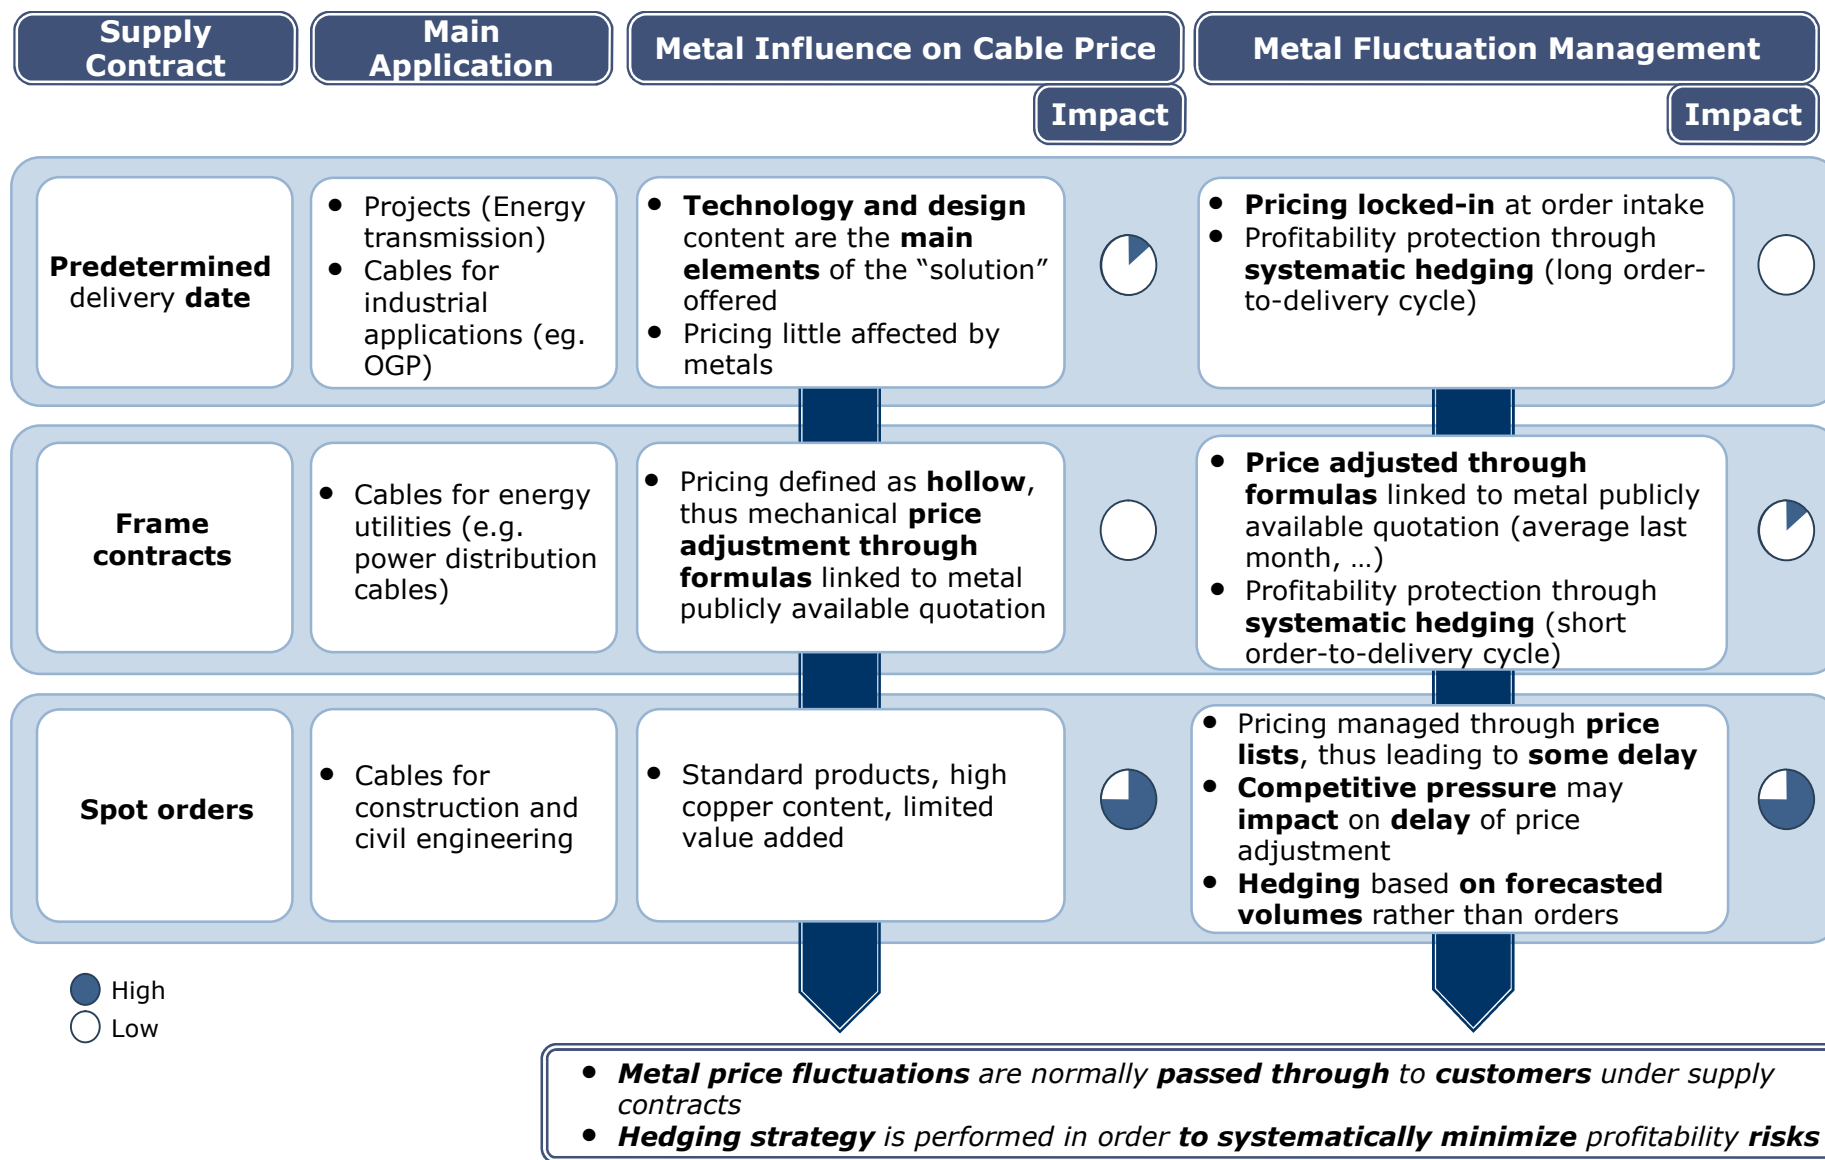 Supply
Contract
Main
Application
Metal Influence on Cable Price
Metal Fluctuation Management
Impact
Impact
Predetermined
delivery date
• Projects (Energy
transmission)
• Cables for
industrial
applications (eg.
OGP)
• Technology and design
content are the main
elements of the “solution”
offered
• Pricing little affected by
metals
• Pricing locked-in at order intake
• Profitability protection through
systematic hedging (long order-
to-delivery cycle)
Frame
contracts
• Cables for energy
utilities (e.g.
power distribution
cables)
• Pricing defined as hollow,
thus mechanical price
adjustment through
formulas linked to metal
publicly available quotation
• Price adjusted through
formulas linked to metal publicly
available quotation (average last
month, …)
• Profitability protection through
systematic hedging (short
order-to-delivery cycle)
Spot orders
• Cables for
construction and
civil engineering
• Standard products, high
copper content, limited
value added
• Pricing managed through price
lists, thus leading to some delay
• Competitive pressure may
impact on delay of price
adjustment
• Hedging based on forecasted
volumes rather than orders
High
Low
• Metal price fluctuations are normally passed through to customers under supply
contracts
• Hedging strategy is performed in order to systematically minimize profitability risks